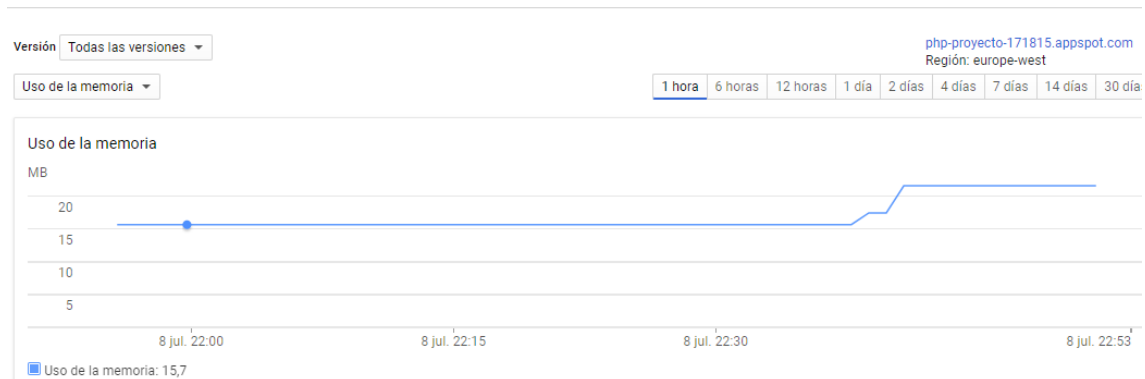 Versión Todas las versiones
php-proyecto-171815.appspot.com
Región: europe-west
Uso de la memoria
1 hora 6 horas 12 horas 1 día 2 días 4 días 7 días 14 días 30 día
Uso de la memoria
MB
20
15
10
5
8 jul. 22:00 8 jul. 22:15 8 jul. 22:30 8 jul. 22:53
Uso de la memoria: 15,7